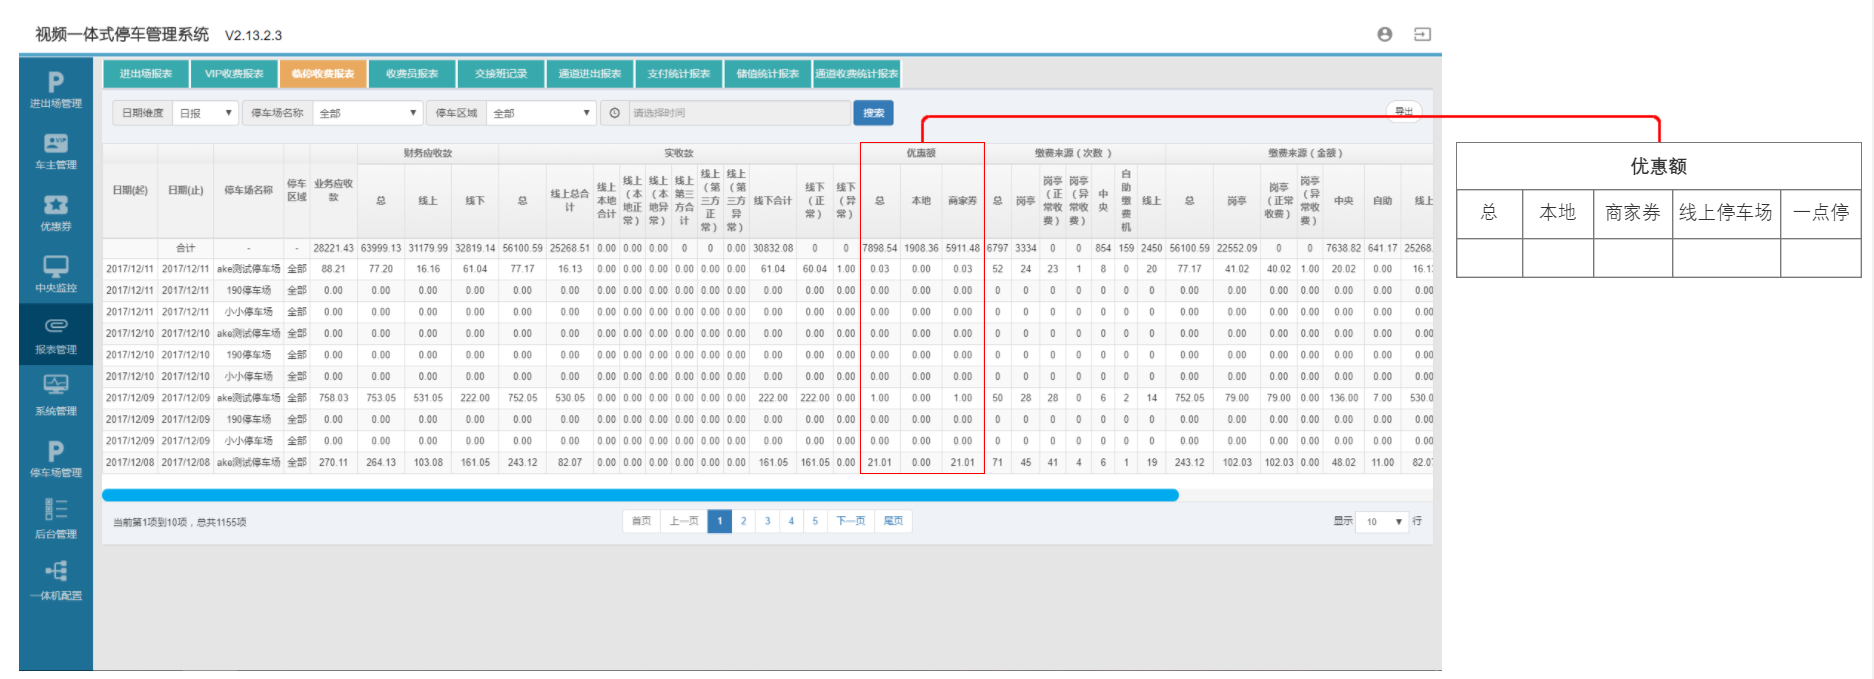 视频一体式停车管理系统 V2.13.2.3
进出场管理
车主管理
优惠券
中央监控
报表管理
系统管理
停车场管理
后台管理
一体机配置
进出场报表 VIP收费报表 临停收费报表 收费员报表 交接班记录 通道进出报表 支付统计报表 储值统计报表 通道收费统计报表
日期维度 日报 停车场名称 全部 停车区域 全部 请选择时间 搜索 导出
财务应收款 实收款 优惠额 缴费来源（次数） 缴费来源（金额）
日期(起) 日期(止) 停车场名称 停车区域 业务应收款 总 线上 线下 总 线上总合计 线上本地合计 线上（本地正常） 线上（本地异常） 线上第三方合计 线上（第三方正常） 线上（第三方异常） 线下合计 线下（正常） 线下（异常） 总 本地 商家券 总 岗亭 岗亭（正常收费） 岗亭（异常收费） 中央 自助缴费机 线上 总 岗亭 岗亭（正常收费） 岗亭（异常收费） 中央 自助 线上
合计 - - 28221.43 63999.13 31179.99 32819.14 56100.59 25268.51 0.00 0.00 0.00 0 0 0.00 30832.08 0 0 7898.54 1908.36 5911.48 6797 3334 0 0 854 159 2450 56100.59 22552.09 0 0 7638.82 641.17 25268.
2017/12/11 2017/12/11 ake测试停车场 全部 88.21 77.20 16.16 61.04 77.17 16.13 0.00 0.00 0.00 0.00 0.00 0.00 61.04 60.04 1.00 0.03 0.00 0.03 52 24 23 1 8 0 20 77.17 41.02 40.02 1.00 20.02 0.00 16.1
2017/12/11 2017/12/11 190停车场 全部 0.00 0.00 0.00 0.00 0.00 0.00 0.00 0.00 0.00 0.00 0.00 0.00 0.00 0.00 0.00 0.00 0.00 0.00 0 0 0 0 0 0 0 0.00 0.00 0.00 0.00 0.00 0.00 0.00
2017/12/11 2017/12/11 小小停车场 全部 0.00 0.00 0.00 0.00 0.00 0.00 0.00 0.00 0.00 0.00 0.00 0.00 0.00 0.00 0.00 0.00 0.00 0.00 0 0 0 0 0 0 0 0.00 0.00 0.00 0.00 0.00 0.00 0.00
2017/12/10 2017/12/10 ake测试停车场 全部 0.00 0.00 0.00 0.00 0.00 0.00 0.00 0.00 0.00 0.00 0.00 0.00 0.00 0.00 0.00 0.00 0.00 0.00 0 0 0 0 0 0 0 0.00 0.00 0.00 0.00 0.00 0.00 0.00
2017/12/10 2017/12/10 190停车场 全部 0.00 0.00 0.00 0.00 0.00 0.00 0.00 0.00 0.00 0.00 0.00 0.00 0.00 0.00 0.00 0.00 0.00 0.00 0 0 0 0 0 0 0 0.00 0.00 0.00 0.00 0.00 0.00 0.00
2017/12/10 2017/12/10 小小停车场 全部 0.00 0.00 0.00 0.00 0.00 0.00 0.00 0.00 0.00 0.00 0.00 0.00 0.00 0.00 0.00 0.00 0.00 0.00 0 0 0 0 0 0 0 0.00 0.00 0.00 0.00 0.00 0.00 0.00
2017/12/09 2017/12/09 ake测试停车场 全部 758.03 753.05 531.05 222.00 752.05 530.05 0.00 0.00 0.00 0.00 0.00 0.00 222.00 222.00 0.00 1.00 0.00 1.00 50 28 28 0 6 2 14 752.05 79.00 79.00 0.00 136.00 7.00 530.0
2017/12/09 2017/12/09 190停车场 全部 0.00 0.00 0.00 0.00 0.00 0.00 0.00 0.00 0.00 0.00 0.00 0.00 0.00 0.00 0.00 0.00 0.00 0.00 0 0 0 0 0 0 0 0.00 0.00 0.00 0.00 0.00 0.00 0.00
2017/12/09 2017/12/09 小小停车场 全部 0.00 0.00 0.00 0.00 0.00 0.00 0.00 0.00 0.00 0.00 0.00 0.00 0.00 0.00 0.00 0.00 0.00 0.00 0 0 0 0 0 0 0 0.00 0.00 0.00 0.00 0.00 0.00 0.00
2017/12/08 2017/12/08 ake测试停车场 全部 270.11 264.13 103.08 161.05 243.12 82.07 0.00 0.00 0.00 0.00 0.00 0.00 161.05 161.05 0.00 21.01 0.00 21.01 71 45 41 4 6 1 19 243.12 102.03 102.03 0.00 48.02 11.00 82.0
当前第1项到10项，总共1155项 首页 上一页 1 2 3 4 5 下一页 尾页 显示 10 行
优惠额
总 本地 商家券 线上停车场 一点停